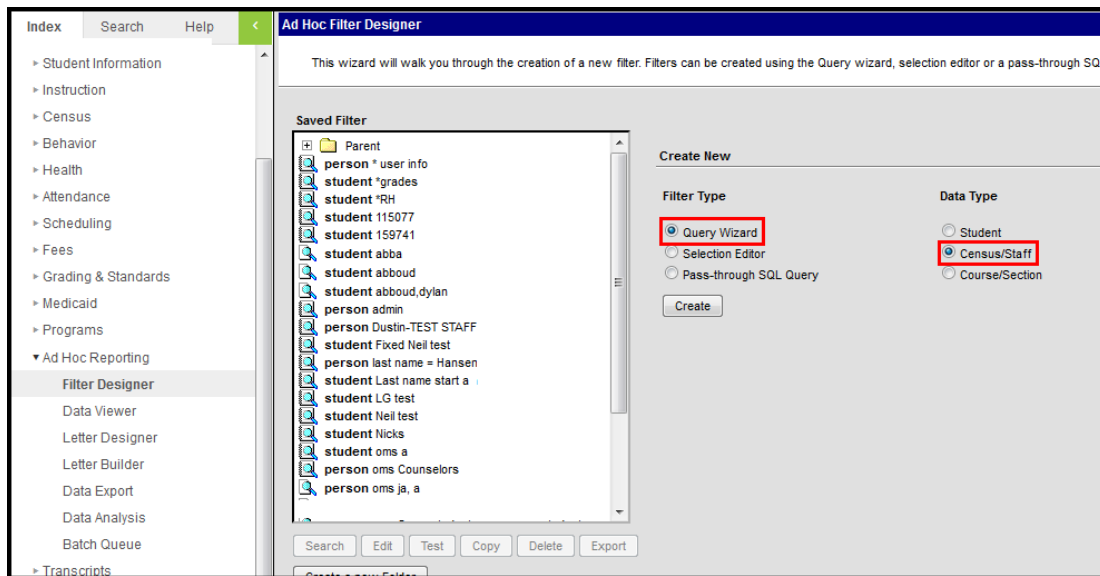 Index Search Help <
Student Information
Instruction
Census
Behavior
Health
Attendance
Scheduling
Fees
Grading & Standards
Medicaid
Programs
Ad Hoc Reporting
Filter Designer
Data Viewer
Letter Designer
Letter Builder
Data Export
Data Analysis
Batch Queue
Transcripts
Ad Hoc Filter Designer
This wizard will walk you through the creation of a new filter. Filters can be created using the Query wizard, selection editor or a pass-through SQ
Saved Filter
Parent
person * user info
student *grades
student *RH
student 115077
student 159741
student abba
student abboud
student abboud,dylan
person admin
person Dustin-TEST STAFF
student Fixed Neil test
person last name = Hansen
student Last name start a
student LG test
student Neil test
student Nicks
student oms a
person oms Counselors
person oms ja, a
Search Edit Test Copy Delete Export
Create a new Folder
Create New
Filter Type
Query Wizard
Selection Editor
Pass-through SQL Query
Create
Data Type
Student
Census/Staff
Course/Section